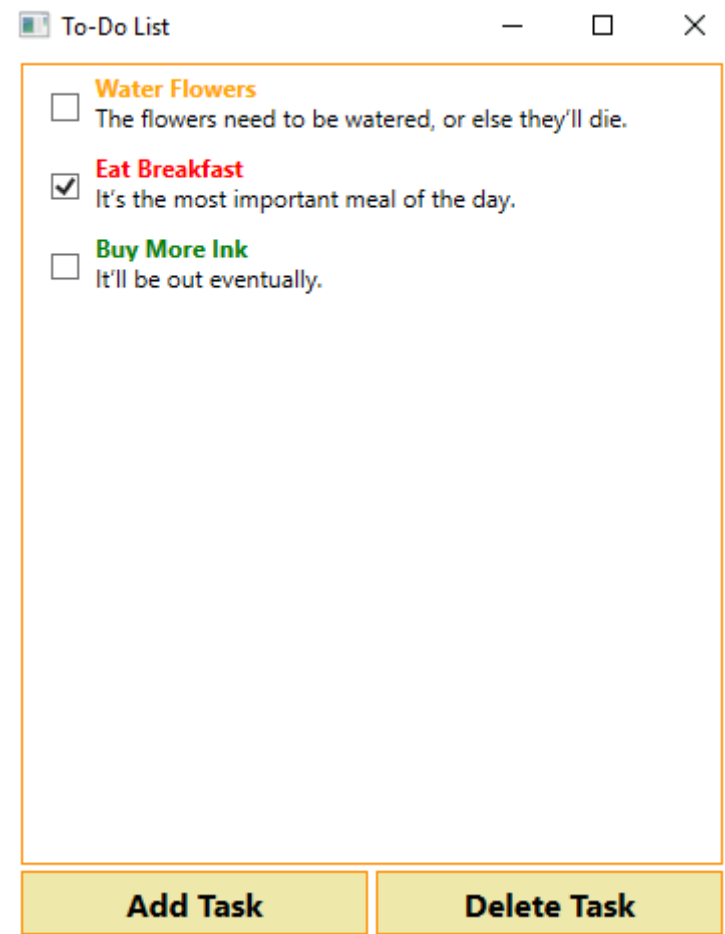 To-Do List
Water Flowers
The flowers need to be watered, or else they'll die.
Eat Breakfast
It's the most important meal of the day.
Buy More Ink
It'll be out eventually.
Add Task
Delete Task